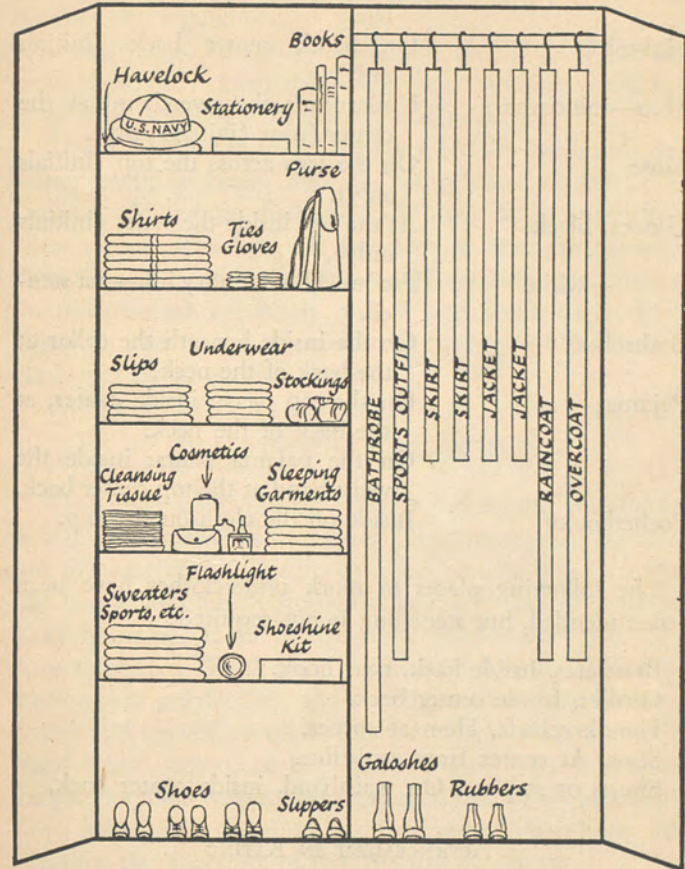 Books
Havelock
U.S. NAVY
Stationery
Purse
Shirts
Ties
Gloves
Slips
Underwear
Stockings
Cosmetics
Cleansing
Tissue
Sleeping
Garments
Flashlight
Sweaters
Sports, etc.
Shoeshine
Kit
Shoes
Slippers
BATHROBE
SPORTS OUTFIT
SKIRT
SKIRT
JACKET
JACKET
RAINCOAT
OVERCOAT
Galoshes
Rubbers